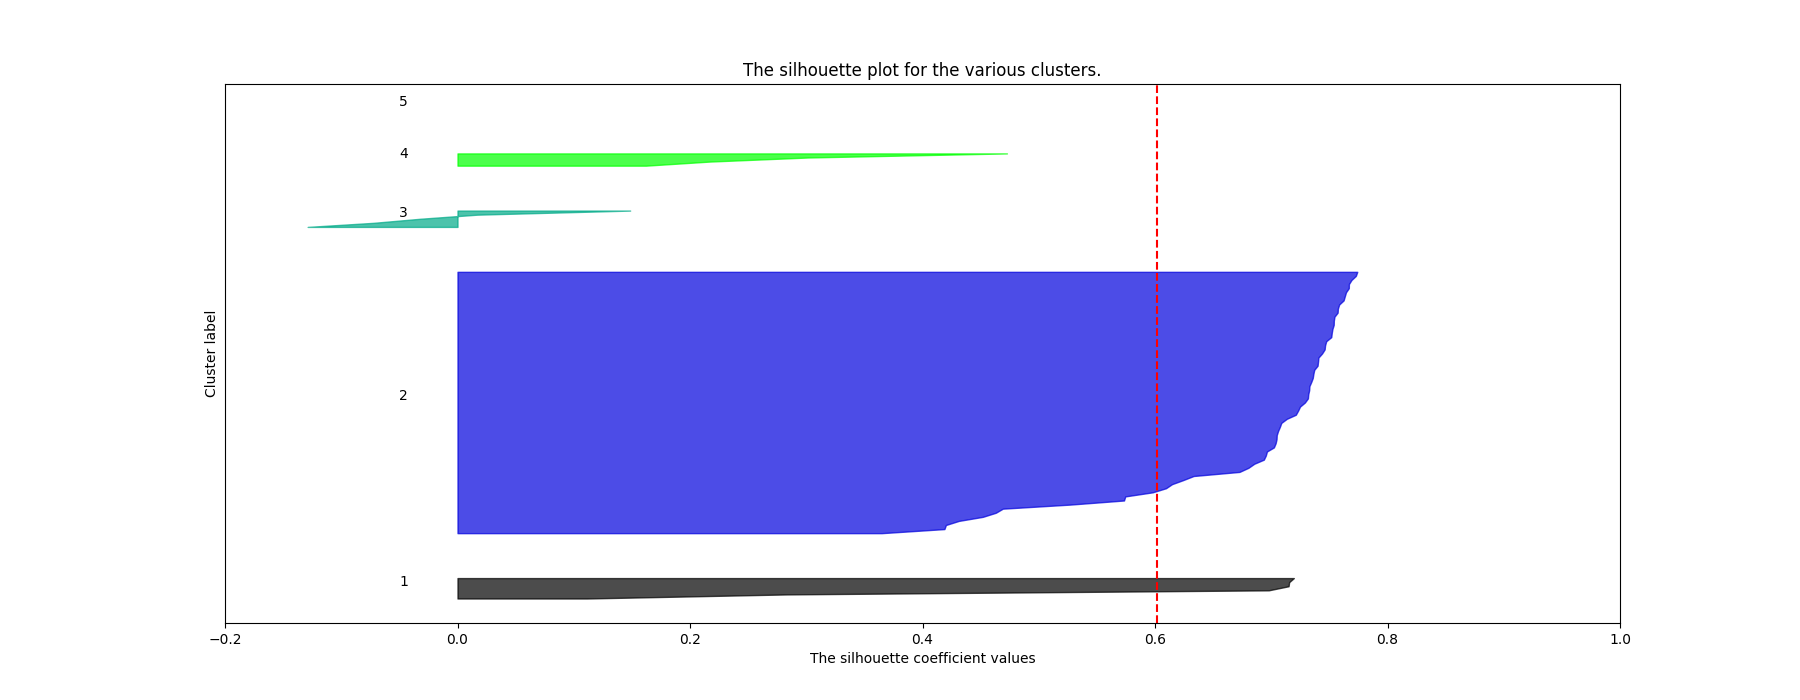 The silhouette plot for the various clusters.
5
4
3
2
1
Cluster label
−0.2 0.0 0.2 0.4 0.6 0.8 1.0
The silhouette coefficient values